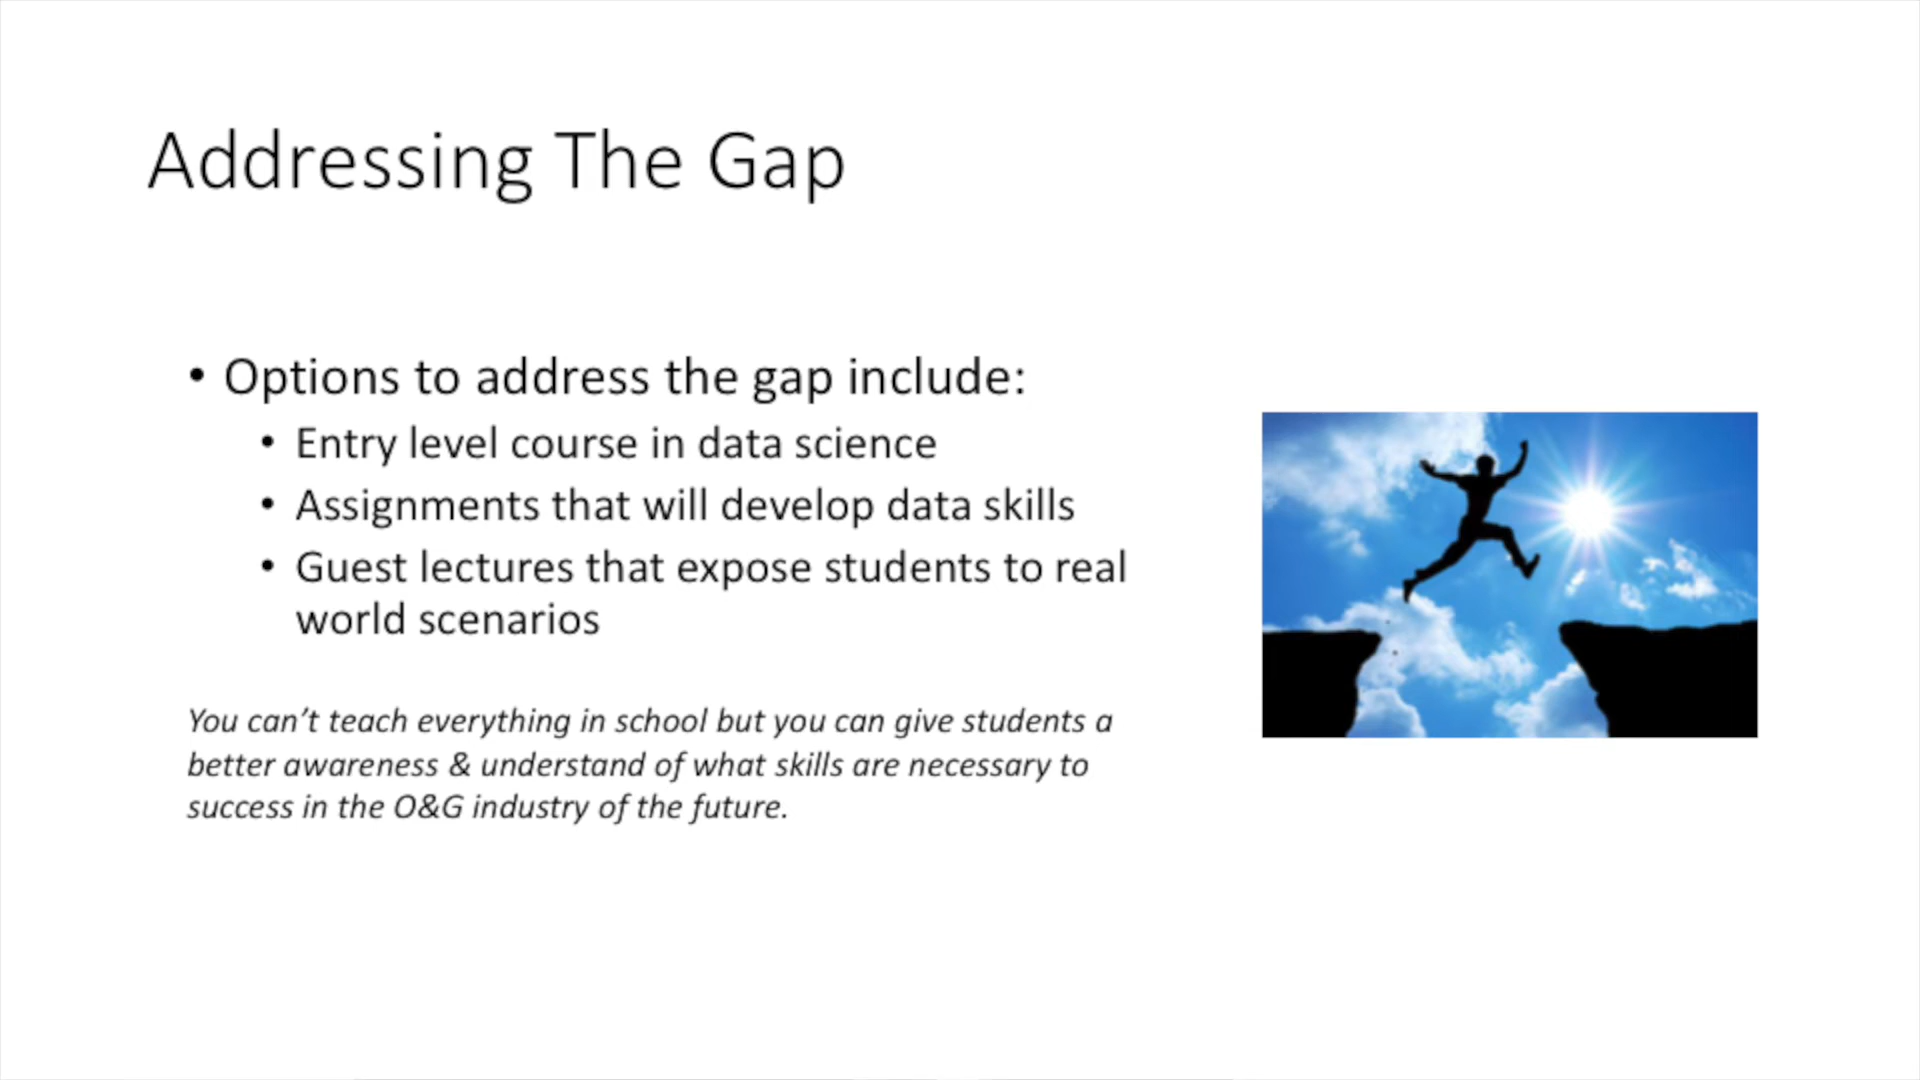 Addressing The Gap
• Options to address the gap include:
• Entry level course in data science
• Assignments that will develop data skills
• Guest lectures that expose students to real
world scenarios
You can’t teach everything in school but you can give students a
better awareness & understand of what skills are necessary to
success in the O&G industry of the future.